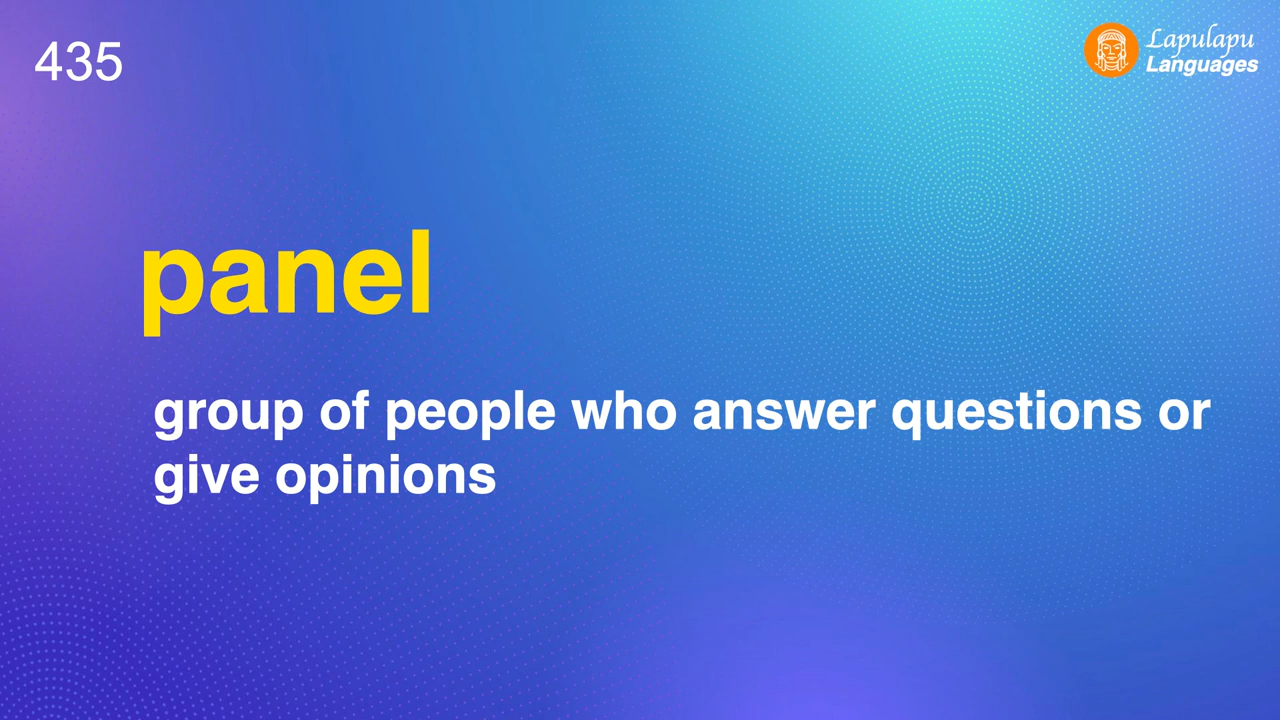 435
Lapulapu
Languages
panel
group of people who answer questions or
give opinions